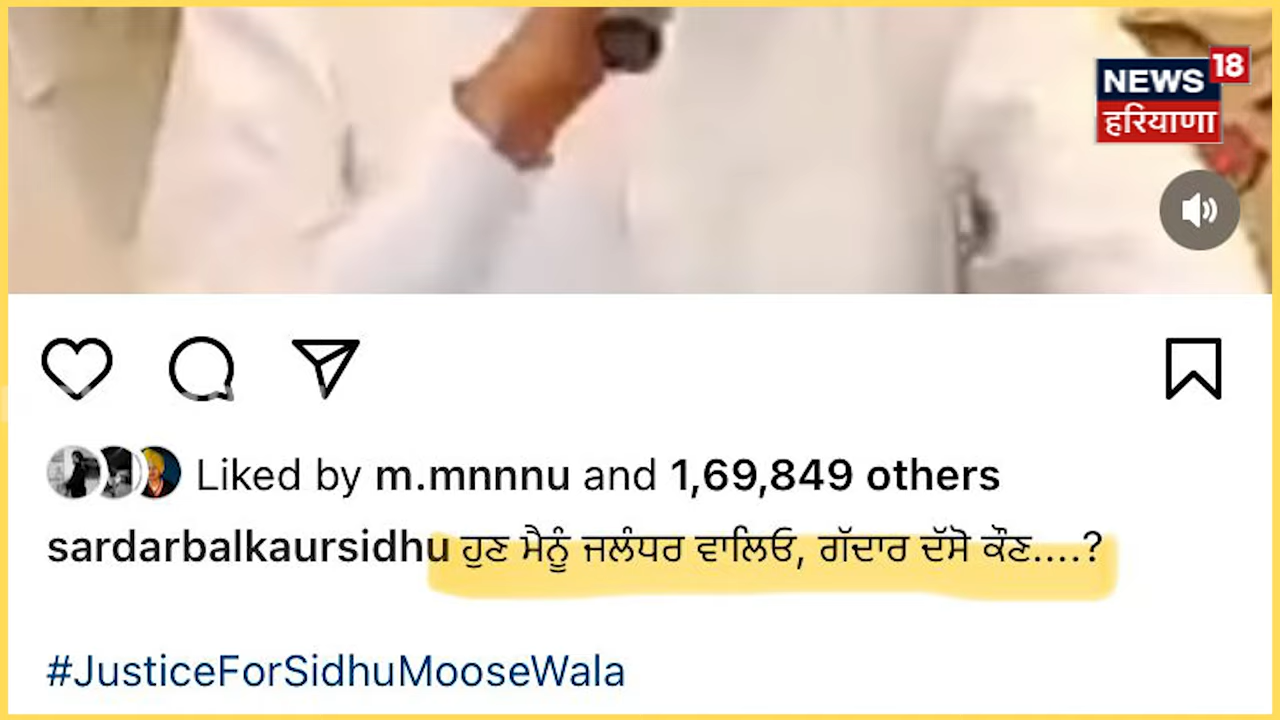 NEWS 18
हरियाणा
Liked by m.mnnnu and 1,69,849 others
sardarbalkaursidhu ਹੁਣ ਮੈਨੂੰ ਜਲੰਧਰ ਵਾਲਿਓ, ਗੱਦਾਰ ਦੱਸੋ ਕੌਣ....?
#JusticeForSidhuMooseWala